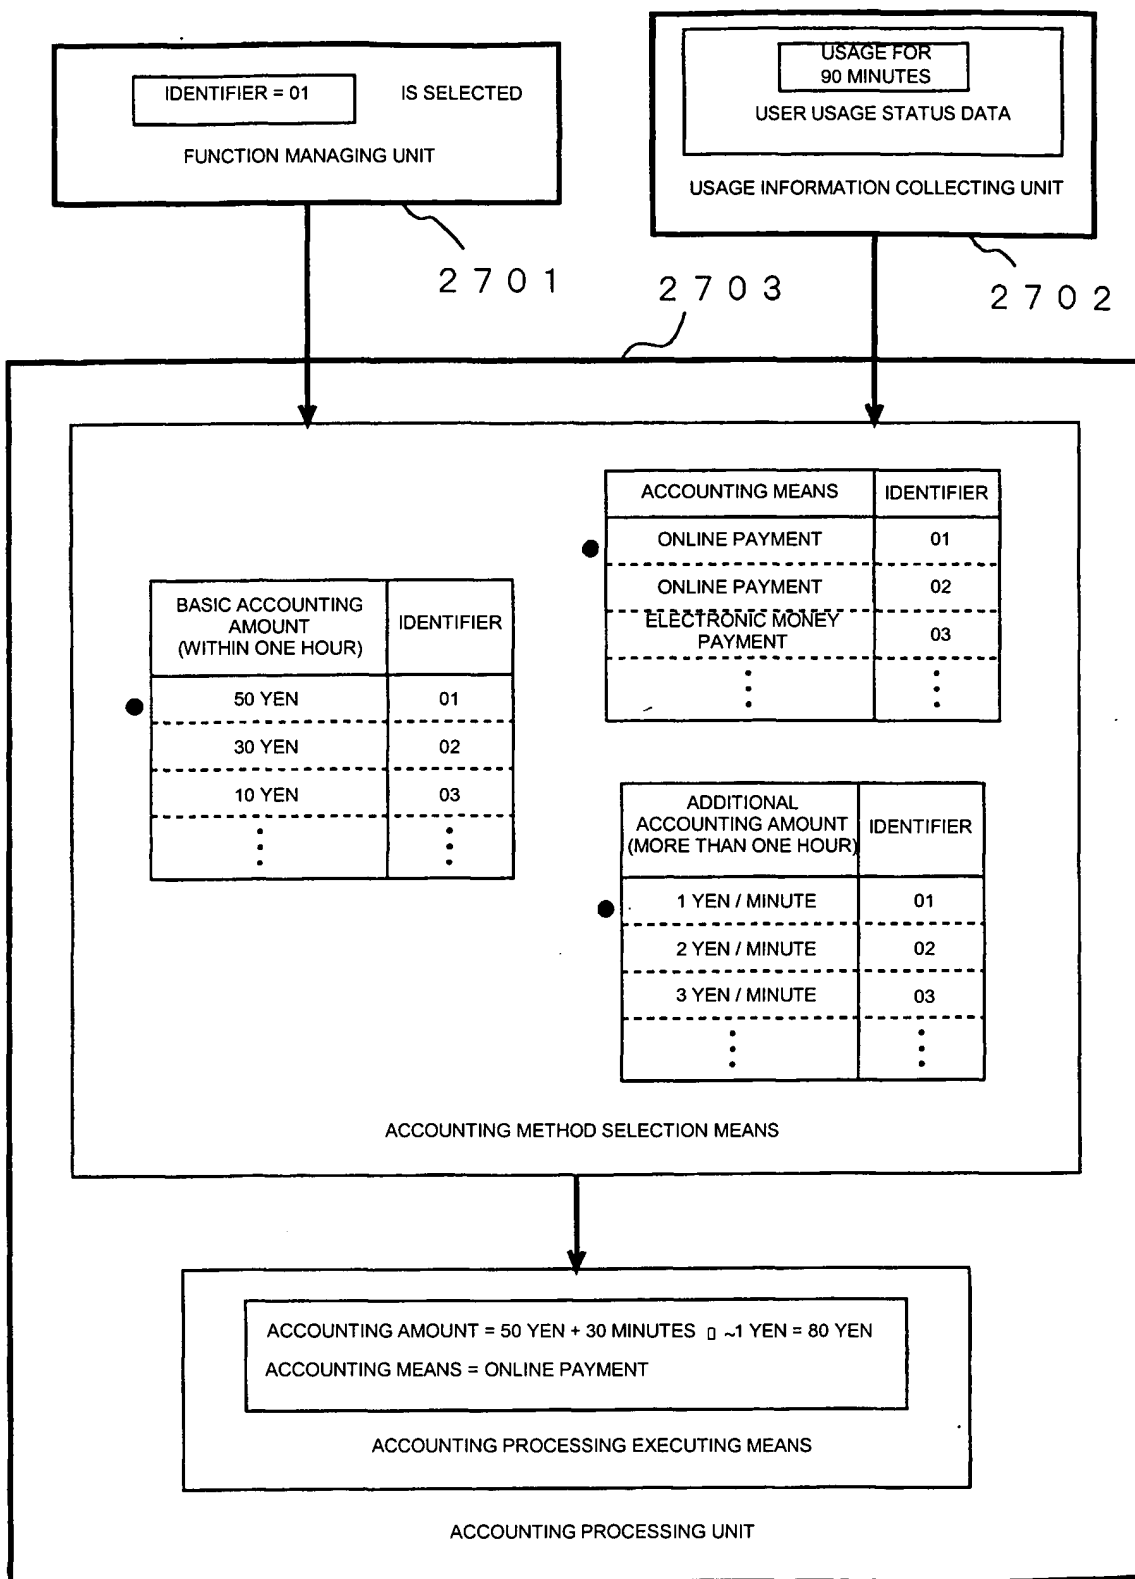 IDENTIFIER = 01
IS SELECTED
FUNCTION MANAGING UNIT
USAGE FOR
90 MINUTES
USER USAGE STATUS DATA
USAGE INFORMATION COLLECTING UNIT
2701
2703
2702
ACCOUNTING MEANS IDENTIFIER
ONLINE PAYMENT 01
ONLINE PAYMENT 02
ELECTRONIC MONEY
PAYMENT 03
BASIC ACCOUNTING
AMOUNT
(WITHIN ONE HOUR)
IDENTIFIER
50 YEN 01
30 YEN 02
10 YEN 03
ADDITIONAL
ACCOUNTING AMOUNT
(MORE THAN ONE HOUR)
IDENTIFIER
1 YEN / MINUTE 01
2 YEN / MINUTE 02
3 YEN / MINUTE 03
ACCOUNTING METHOD SELECTION MEANS
ACCOUNTING AMOUNT = 50 YEN + 30 MINUTES ▯ ~1 YEN = 80 YEN
ACCOUNTING MEANS = ONLINE PAYMENT
ACCOUNTING PROCESSING EXECUTING MEANS
ACCOUNTING PROCESSING UNIT